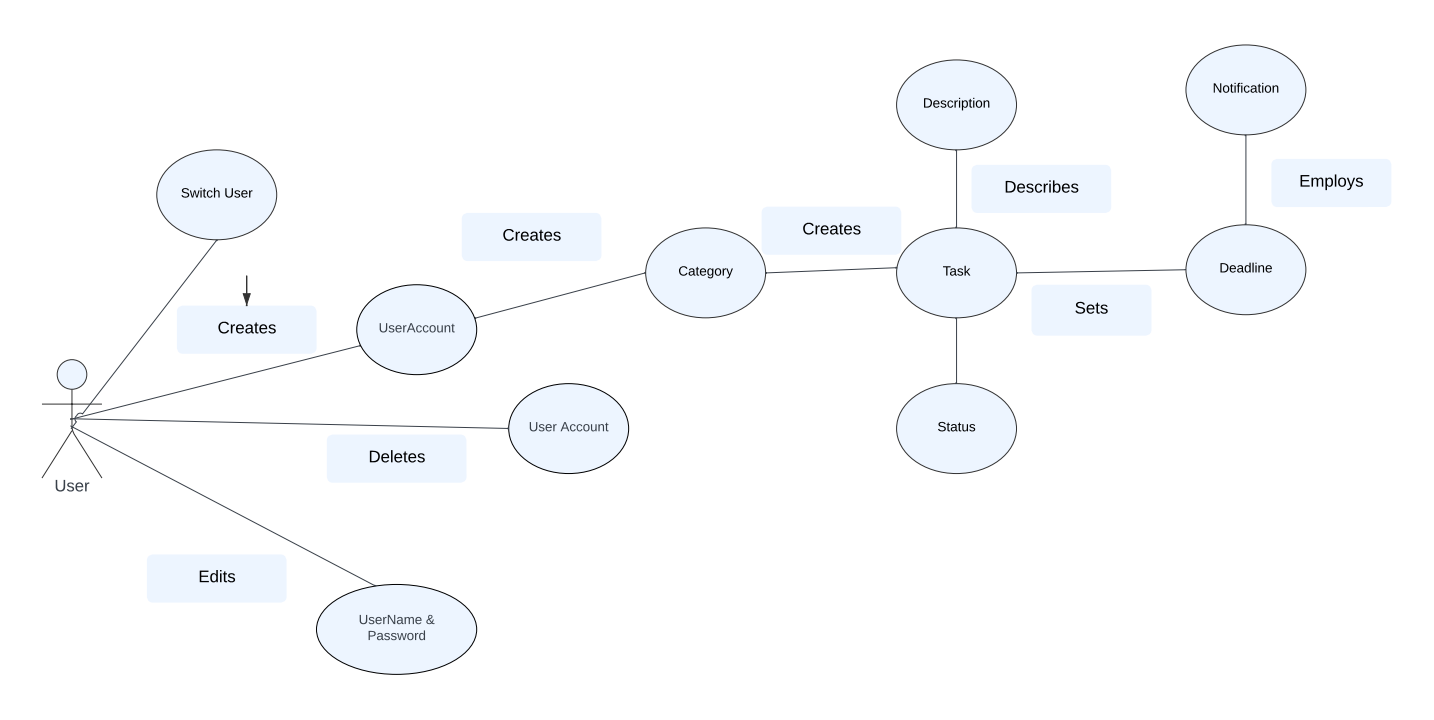 Notification
Description
Employs
Describes
Switch User
Creates
Creates
Category
Task
Deadline
Sets
Creates
UserAccount
User Account
Status
Deletes
User
Edits
UserName &
Password